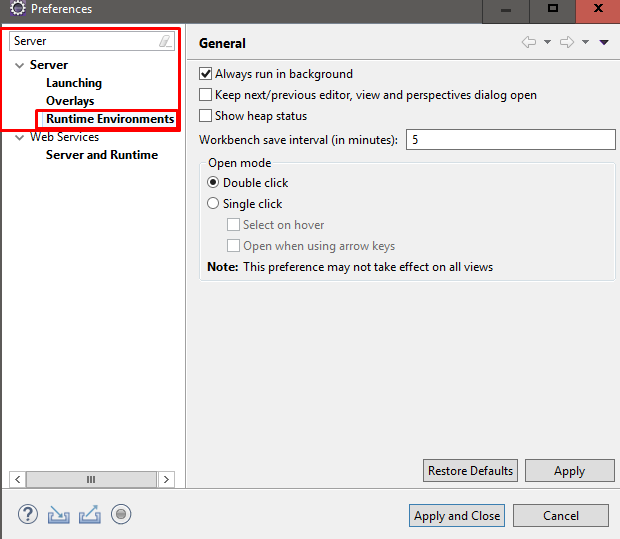 Preferences
Server
General
Server
Launching
Overlays
Runtime Environments
Web Services
Server and Runtime
Always run in background
Keep next/previous editor, view and perspectives dialog open
Show heap status
Workbench save interval (in minutes): 5
Open mode
Double click
Single click
Select on hover
Open when using arrow keys
Note: This preference may not take effect on all views
Restore Defaults Apply
Apply and Close Cancel